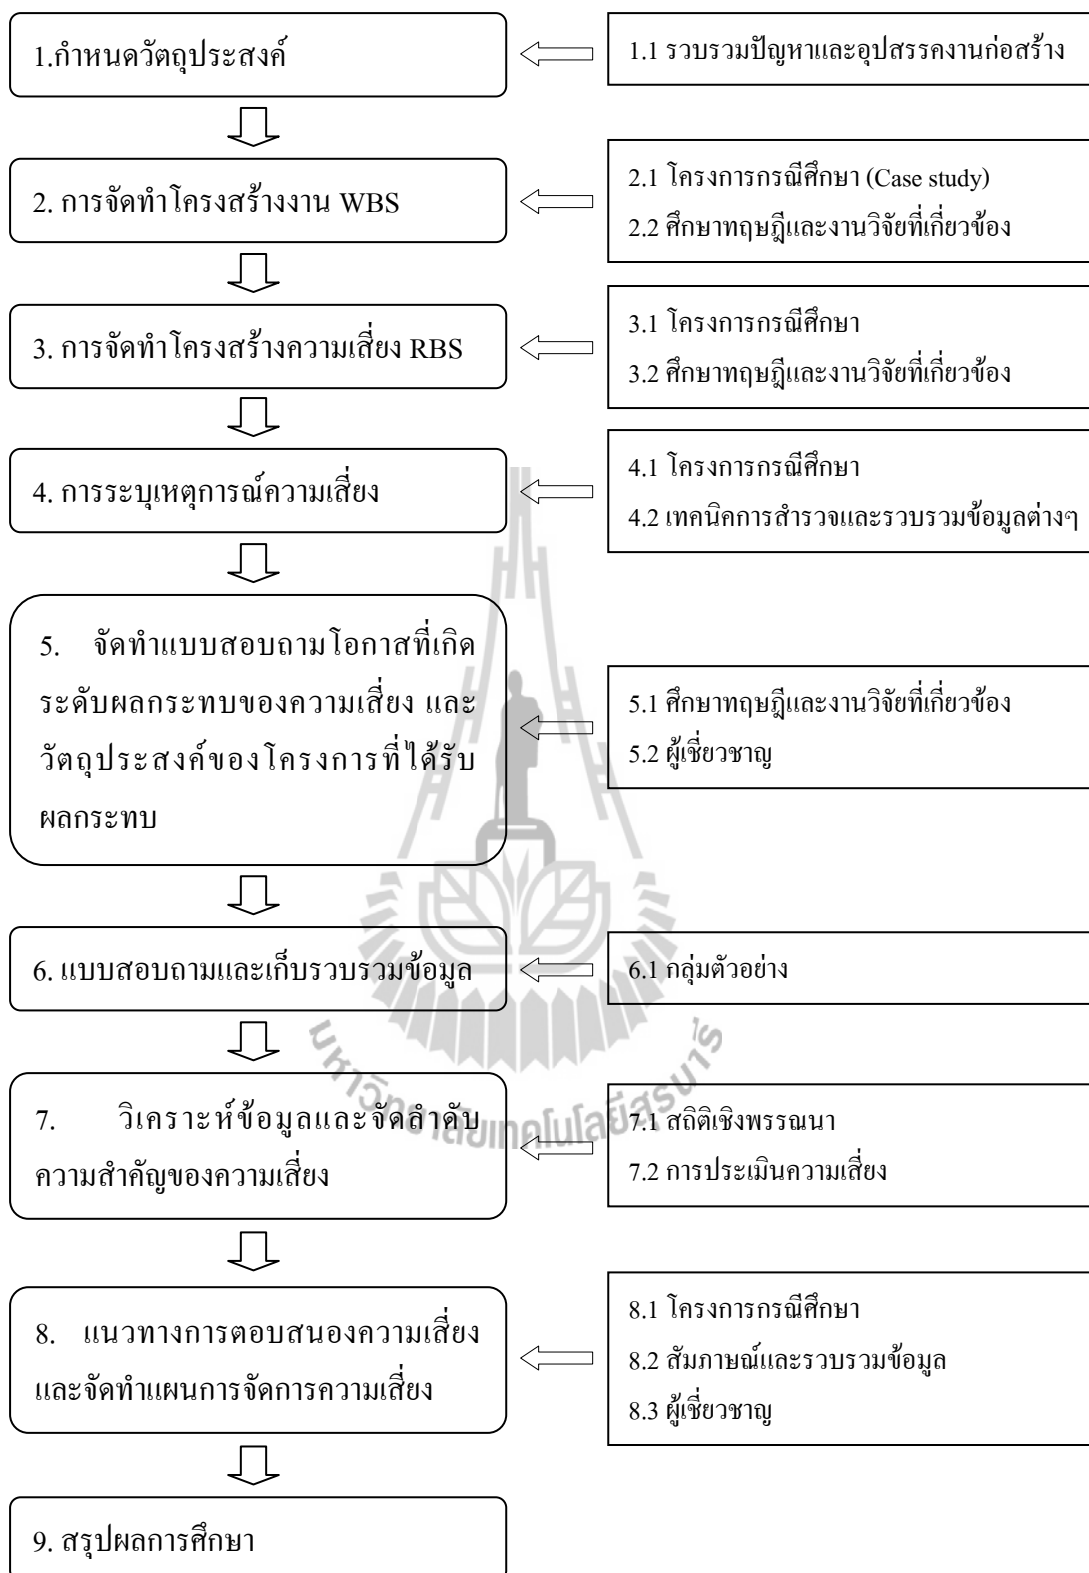 1.กำหนดวัตถุประสงค์
1.1 รวบรวมปัญหาและอุปสรรคงานก่อสร้าง
2. การจัดทำโครงสร้างงาน WBS
2.1 โครงการกรณีศึกษา (Case study)
2.2 ศึกษาทฤษฎีและงานวิจัยที่เกี่ยวข้อง
3. การจัดทำโครงสร้างความเสี่ยง RBS
3.1 โครงการกรณีศึกษา
3.2 ศึกษาทฤษฎีและงานวิจัยที่เกี่ยวข้อง
4. การระบุเหตุการณ์ความเสี่ยง
4.1 โครงการกรณีศึกษา
4.2 เทคนิคการสำรวจและรวบรวมข้อมูลต่างๆ
5. จัดทำแบบสอบถามโอกาสที่เกิด
ระดับผลกระทบของความเสี่ยง และ
วัตถุประสงค์ของโครงการที่ได้รับ
ผลกระทบ
5.1 ศึกษาทฤษฎีและงานวิจัยที่เกี่ยวข้อง
5.2 ผู้เชี่ยวชาญ
6. แบบสอบถามและเก็บรวบรวมข้อมูล
6.1 กลุ่มตัวอย่าง
7. วิเคราะห์ข้อมูลและจัดลำดับ
ความสำคัญของความเสี่ยง
7.1 สถิติเชิงพรรณนา
7.2 การประเมินความเสี่ยง
มหาวิทยาลัยเทคโนโลยีสุรนารี
8. แนวทางการตอบสนองความเสี่ยง
และจัดทำแผนการจัดการความเสี่ยง
8.1 โครงการกรณีศึกษา
8.2 สัมภาษณ์และรวบรวมข้อมูล
8.3 ผู้เชี่ยวชาญ
9. สรุปผลการศึกษา